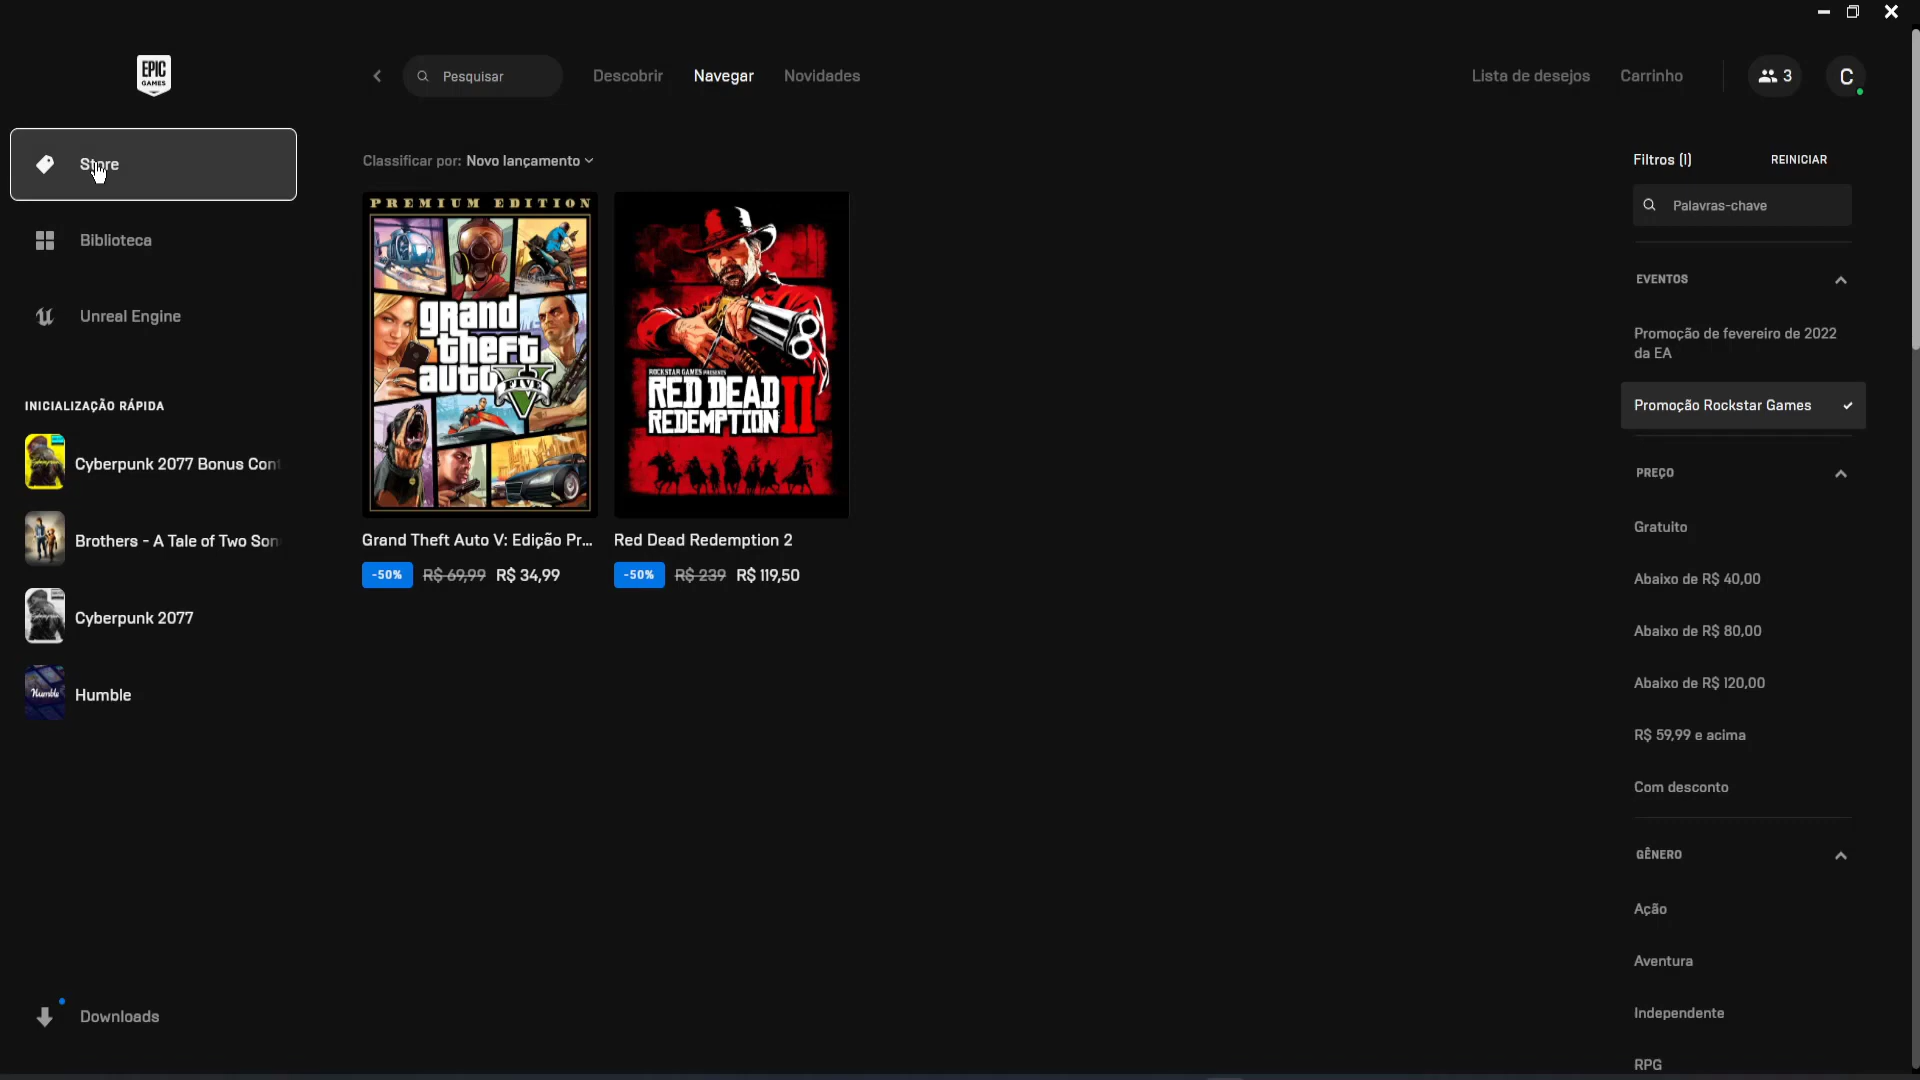 EPIC
GAMES
Pesquisar
Descobrir
Navegar
Novidades
Lista de desejos
Carrinho
3
C
Store
Biblioteca
Unreal Engine
INICIALIZAÇÃO RÁPIDA
Cyberpunk 2077 Bonus Cont
Brothers - A Tale of Two Son
Cyberpunk 2077
Humble
Humble
Downloads
Classificar por: Novo lançamento
PREMIUM EDITION
grand
theft
auto
V
FIVE
Grand Theft Auto V: Edição Pr...
-50% R$ 69,99 R$ 34,99
ROCKSTAR GAMES PRESENTS
RED DEAD
REDEMPTION II
Red Dead Redemption 2
-50% R$ 239 R$ 119,50
Filtros (1)
REINICIAR
Palavras-chave
EVENTOS
Promoção de fevereiro de 2022
da EA
Promoção Rockstar Games
PREÇO
Gratuito
Abaixo de R$ 40,00
Abaixo de R$ 80,00
Abaixo de R$ 120,00
R$ 59,99 e acima
Com desconto
GÊNERO
Ação
Aventura
Independente
RPG